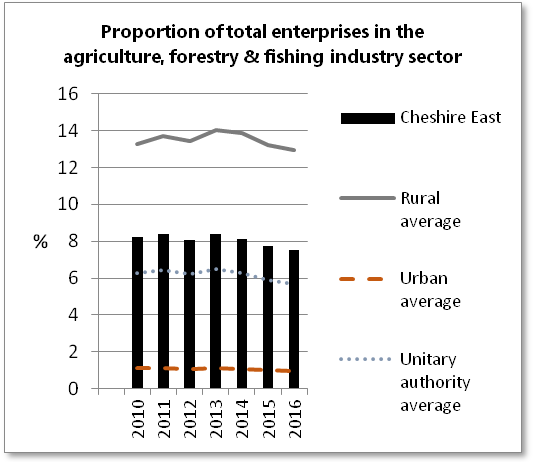 Proportion of total enterprises in the
agriculture, forestry & fishing industry sector
16
14
12
10
8
6
4
2
0
%
2010
2011
2012
2013
2014
2015
2016
Cheshire East
Rural
average
Urban
average
Unitary
authority
average